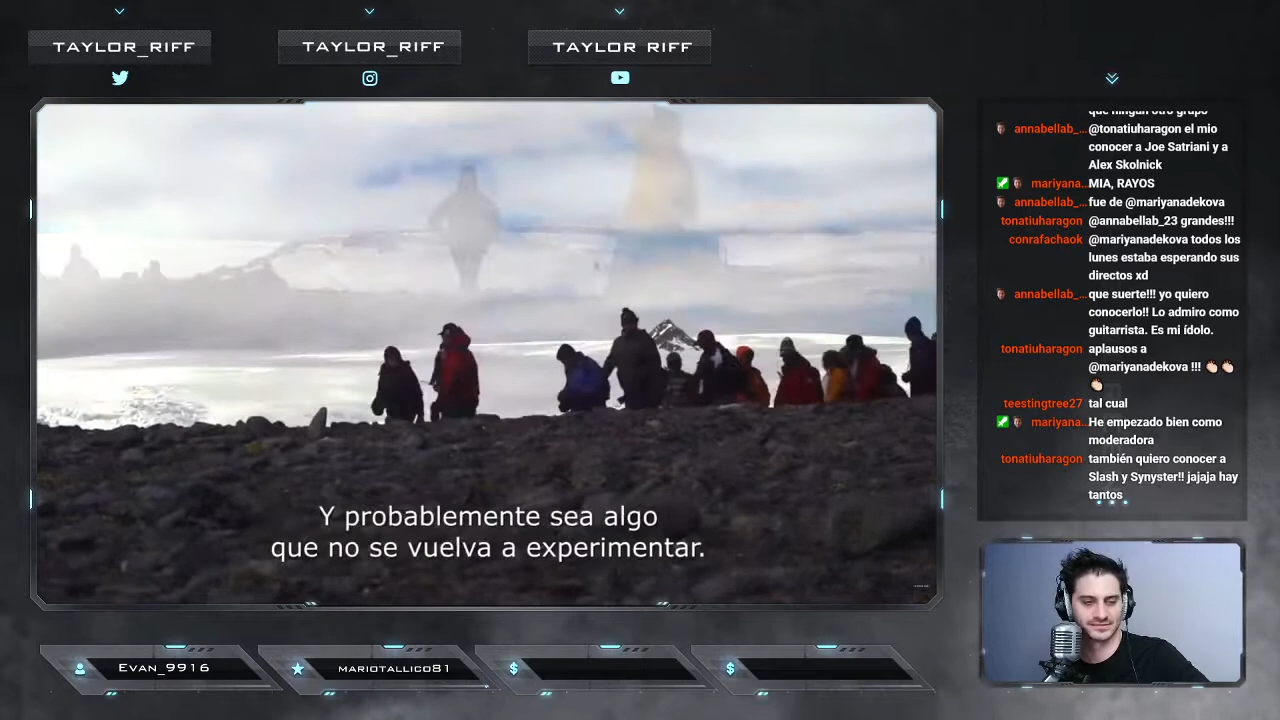 TAYLOR_RIFF
TAYLOR_RIFF
TAYLOR RIFF
que ningún otro grupo
annabellab_... @tonatiuharagon el mio
conocer a Joe Satriani y a
Alex Skolnick
mariyana... MIA, RAYOS
annabellab_... fue de @mariyanadekova
tonatiuharagon @annabellab_23 grandes!!!
conrafachaok @mariyanadekova todos los
lunes estaba esperando sus
directos xd
annabellab_... que suerte!!! yo quiero
conocerlo!! Lo admiro como
guitarrista. Es mi ídolo.
tonatiuharagon aplausos a
@mariyanadekova !!! 👏🏻👏🏻
👏🏻
teestingtree27 tal cual
mariyana... He empezado bien como
moderadora
tonatiuharagon también quiero conocer a
Slash y Synyster!! jajaja hay
tantos
Y probablemente sea algo
que no se vuelva a experimentar.
Evan_9916
mariotallico81